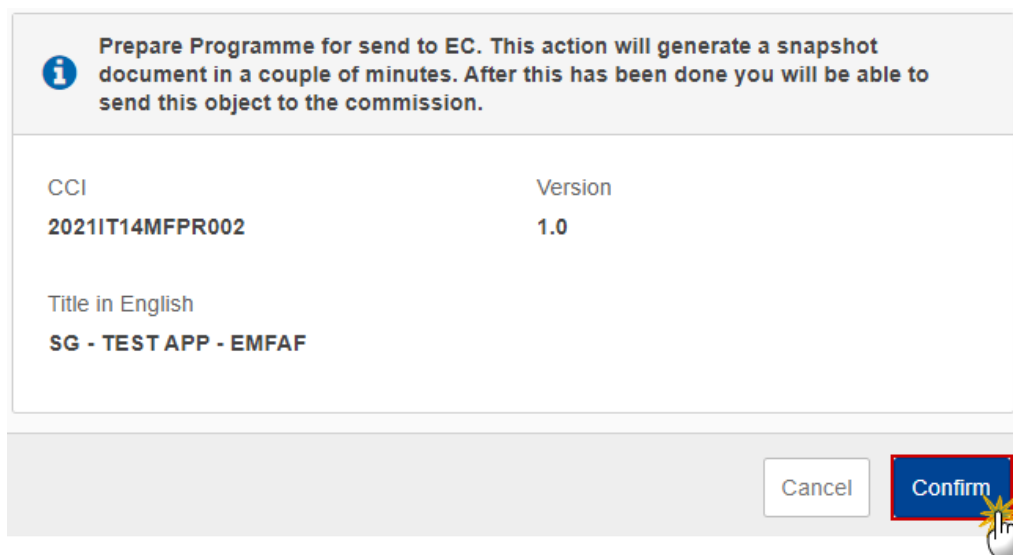 Prepare Programme for send to EC. This action will generate a snapshot
document in a couple of minutes. After this has been done you will be able to
send this object to the commission.
CCI
Version
2021IT14MFPR002
1.0
Title in English
SG - TEST APP - EMFAF
Cancel
Confirm